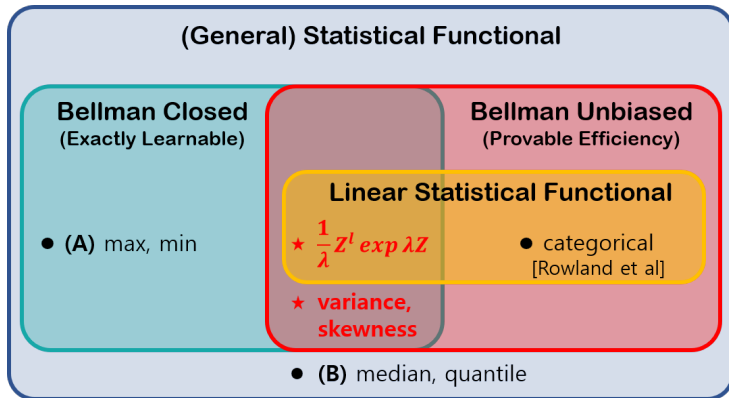 (General) Statistical Functional
Bellman Closed
(Exactly Learnable)
Bellman Unbiased
(Provable Efficiency)
Linear Statistical Functional
● (A) max, min
★ 1/λ Z^l exp λZ
● categorical
[Rowland et al]
★ variance,
skewness
● (B) median, quantile